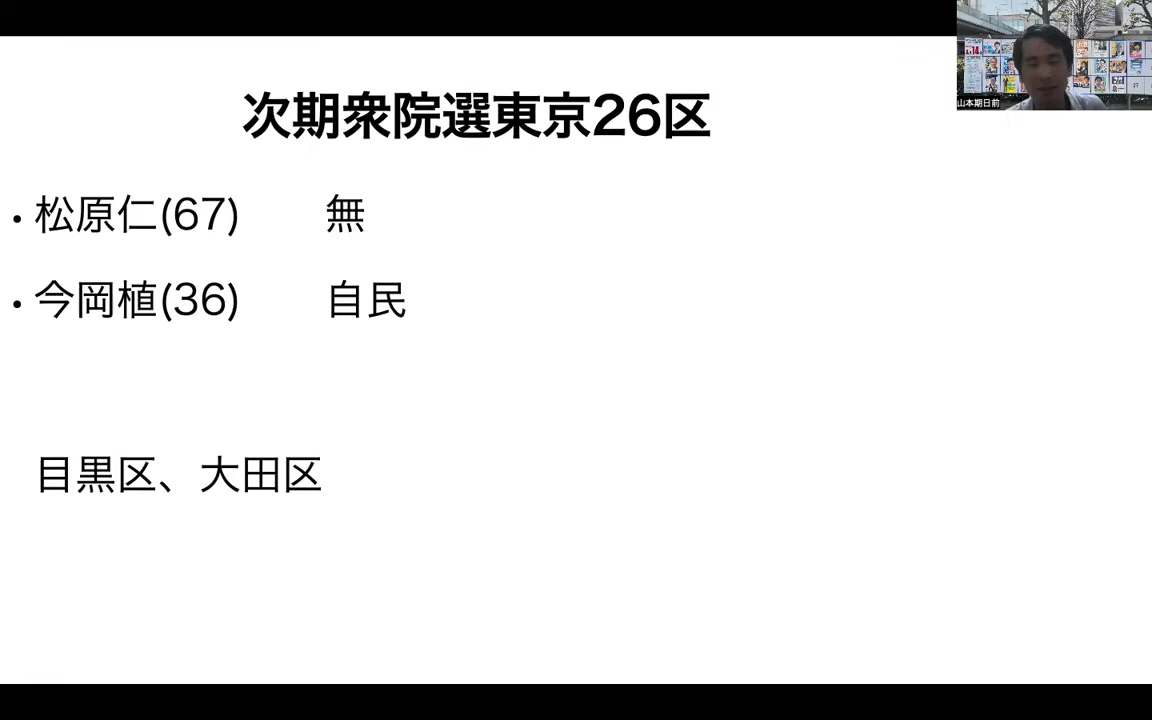 次期衆院選東京26区
・松原仁(67)　　無
・今岡植(36)　　自民
目黒区、大田区
山本期日前